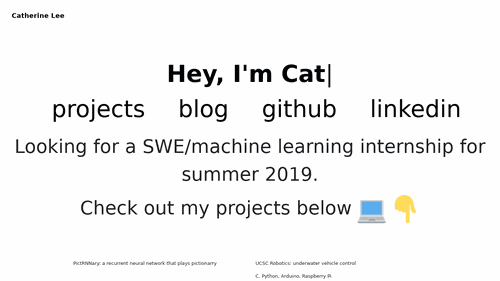 Catherine Lee
Hey, I'm Cat|
projects blog github linkedin
Looking for a SWE/machine learning internship for
summer 2019.
Check out my projects below 💻 👇
PictRNNary: a recurrent neural network that plays pictionary
UCSC Robotics: underwater vehicle control
C, Python, Arduino, Raspberry Pi.